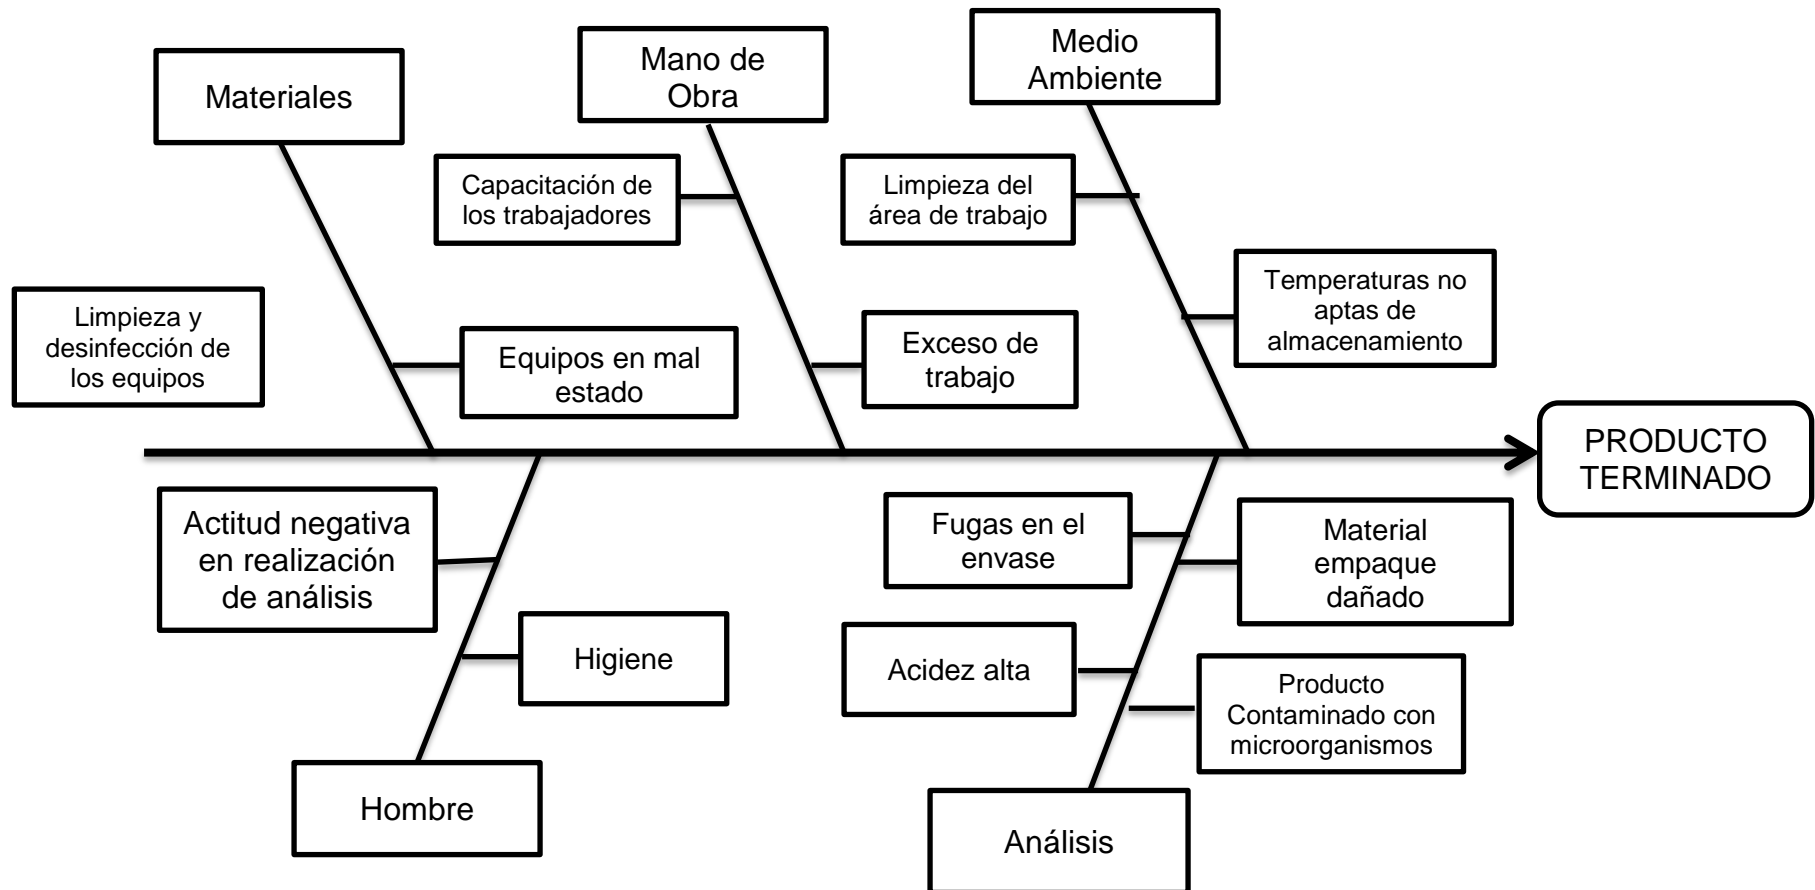 Materiales
Mano de
Obra
Medio
Ambiente
Capacitación de
los trabajadores
Limpieza del
área de trabajo
Limpieza y
desinfección de
los equipos
Equipos en mal
estado
Exceso de
trabajo
Temperaturas no
aptas de
almacenamiento
PRODUCTO
TERMINADO
Actitud negativa
en realización
de análisis
Higiene
Fugas en el
envase
Material
empaque
dañado
Acidez alta
Producto
Contaminado con
microorganismos
Hombre
Análisis